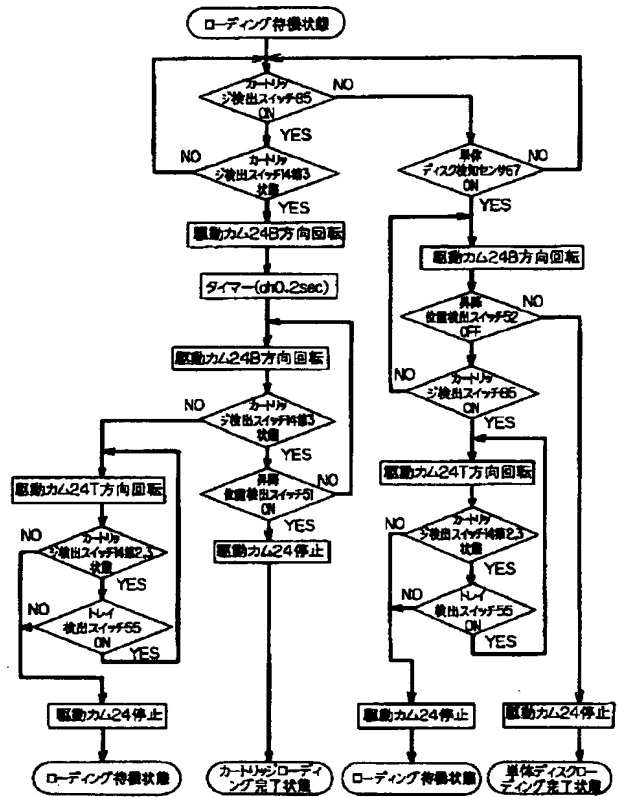 ローディング待機状態
カートリッ
ジ検出スイッチ65
ON
NO
YES
カートリッ
ジ検出スイッチ14第3
状態
NO
YES
単体
ディスク検知センサ67
ON
NO
YES
駆動カム24B方向回転
タイマー(ah0.2sec)
駆動カム24B方向回転
カートリッ
ジ検出スイッチ14第3
状態
NO
YES
昇降
位置検出スイッチ51
ON
NO
YES
駆動カム24停止
駆動カム24T方向回転
カートリッ
ジ検出スイッチ14第2,3
状態
NO
YES
トレイ
検出スイッチ55
ON
NO
YES
駆動カム24停止
駆動カム24B方向回転
昇降
位置検出スイッチ52
OFF
NO
YES
カートリッ
ジ検出スイッチ65
ON
NO
YES
駆動カム24T方向回転
カートリッ
ジ検出スイッチ14第2,3
状態
NO
YES
トレイ
検出スイッチ55
ON
NO
YES
駆動カム24停止
駆動カム24停止
ローディング待機状態
カートリッジローディ
ング完了状態
ローディング待機状態
単体ディスクロー
ディング完了状態